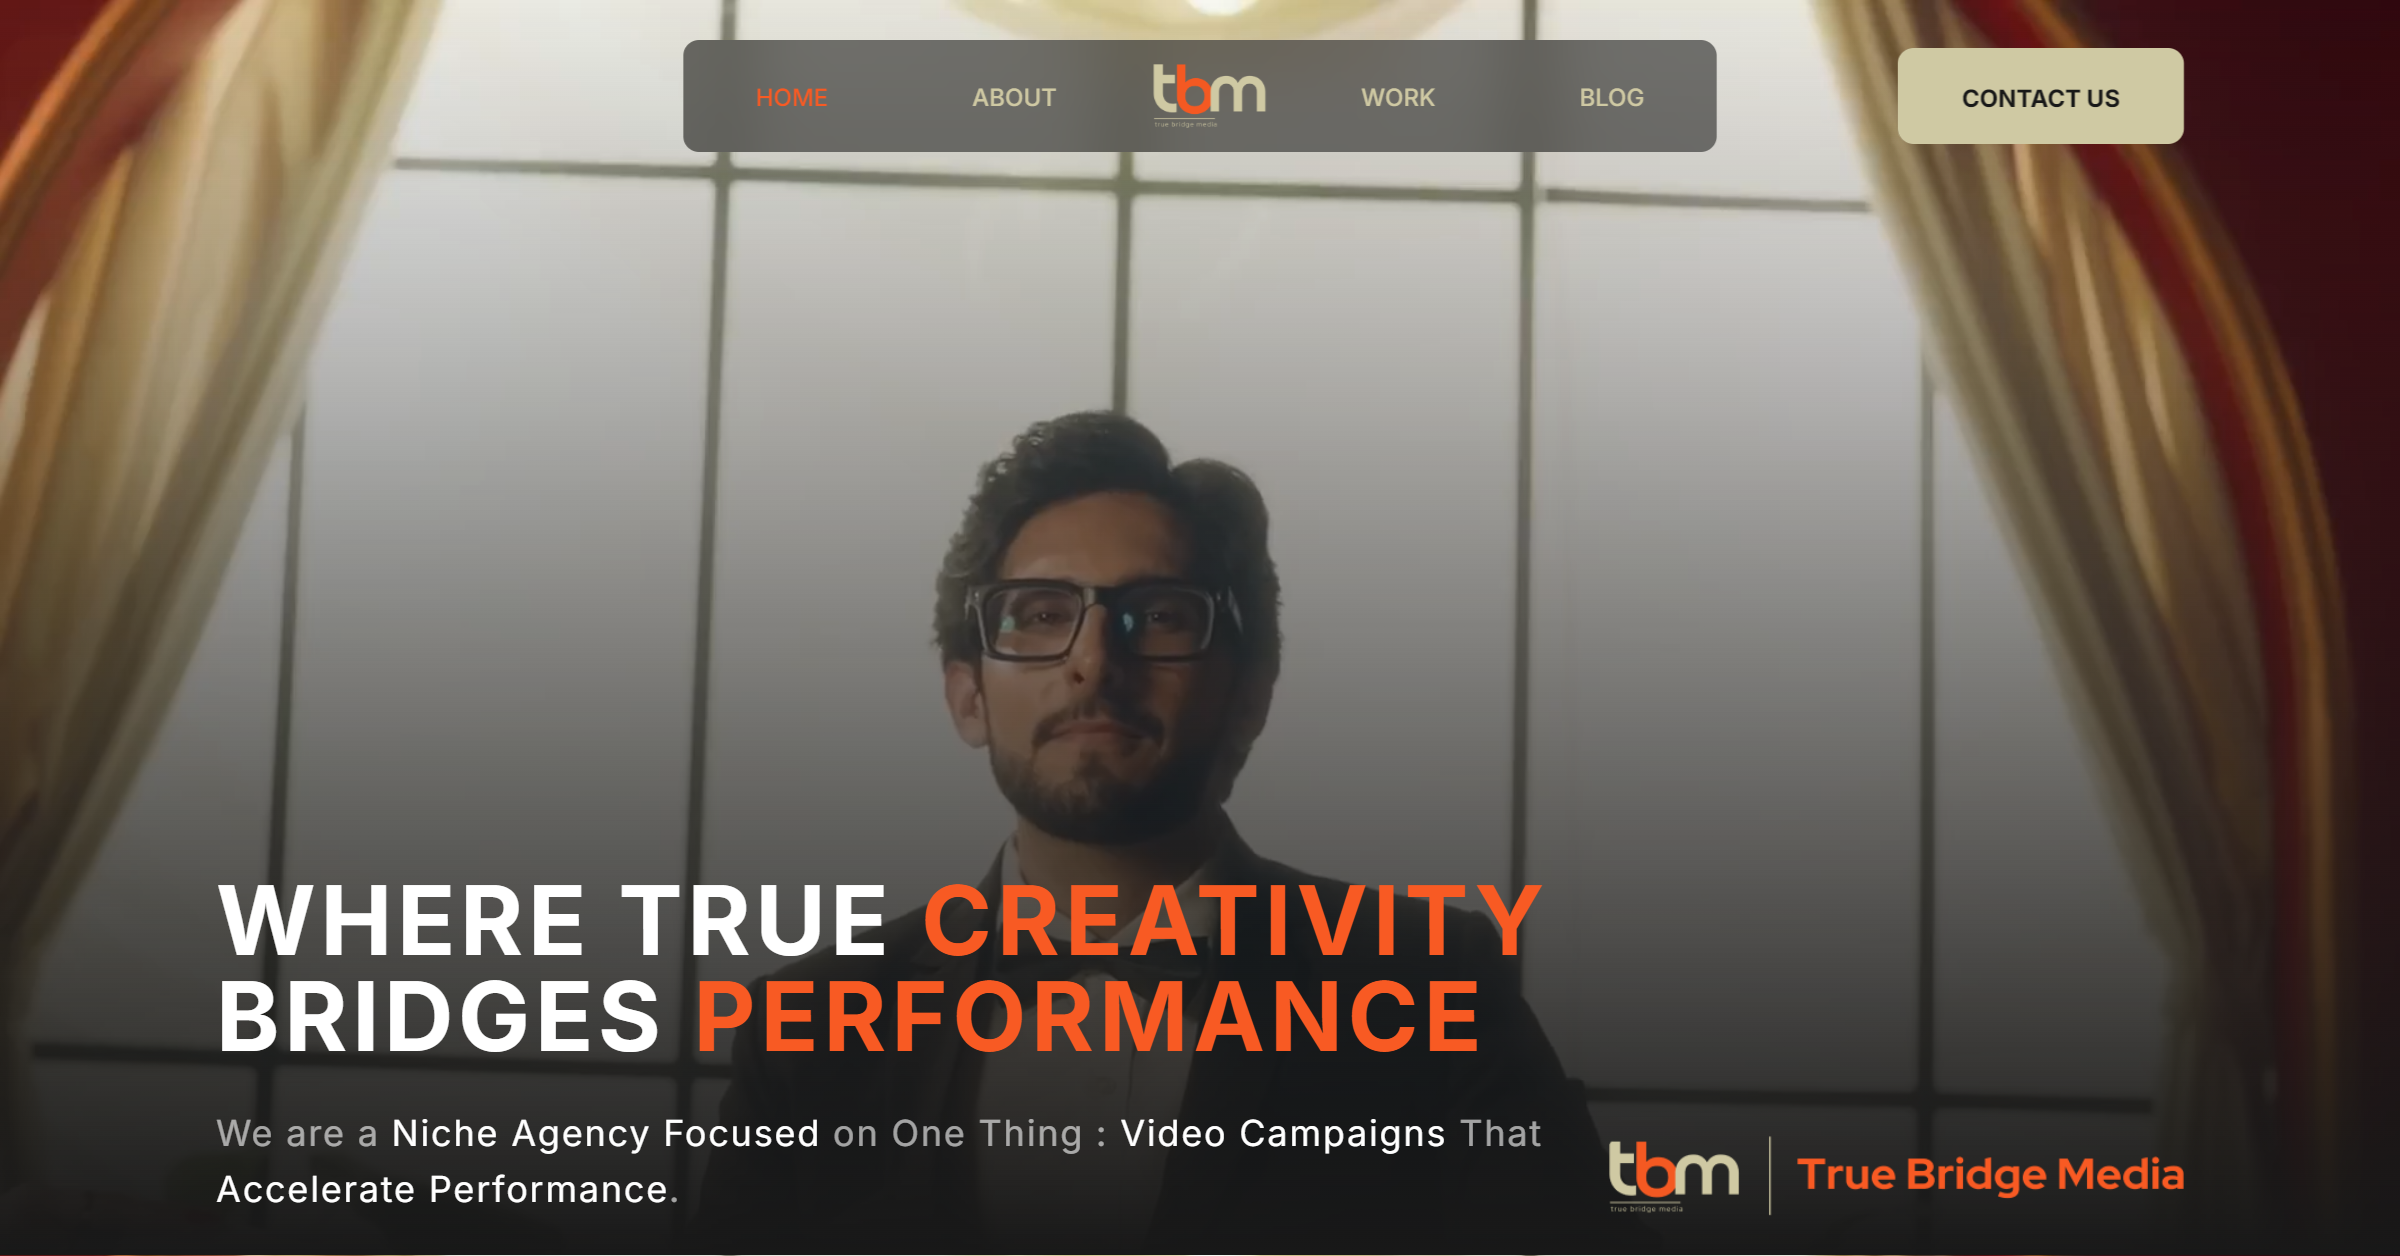 HOME ABOUT tbm WORK BLOG CONTACT US
true bridge media
WHERE TRUE CREATIVITY
BRIDGES PERFORMANCE
We are a Niche Agency Focused on One Thing : Video Campaigns That
Accelerate Performance.
tbm True Bridge Media
true bridge media